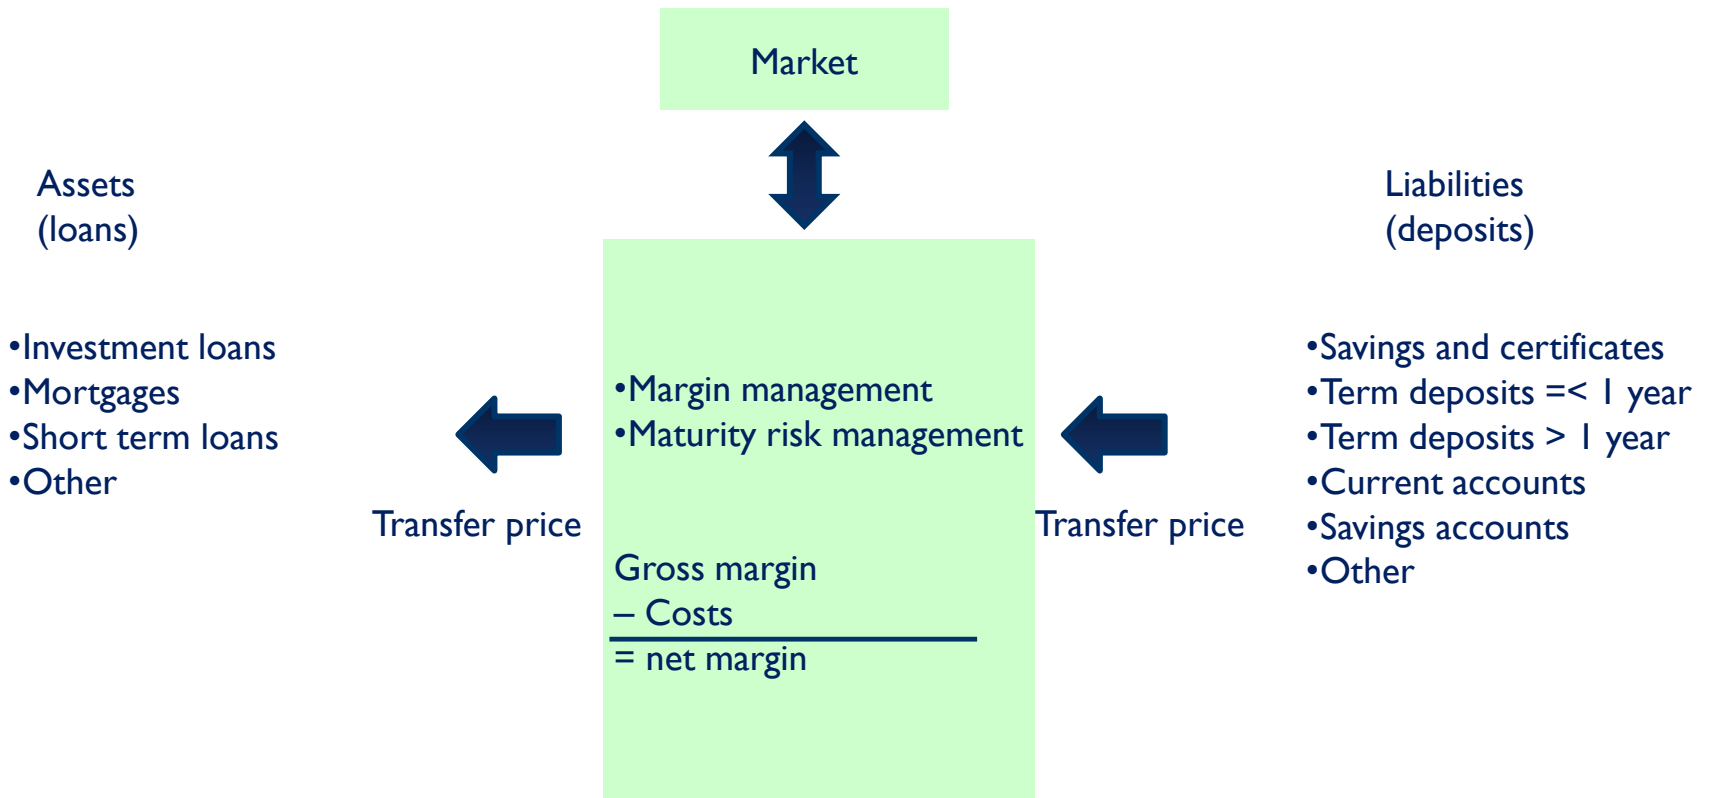 Market
Assets
(loans)
•Investment loans
•Mortgages
•Short term loans
•Other
Transfer price
•Margin management
•Maturity risk management
Gross margin
– Costs
= net margin
Transfer price
Liabilities
(deposits)
•Savings and certificates
•Term deposits =< 1 year
•Term deposits > 1 year
•Current accounts
•Savings accounts
•Other